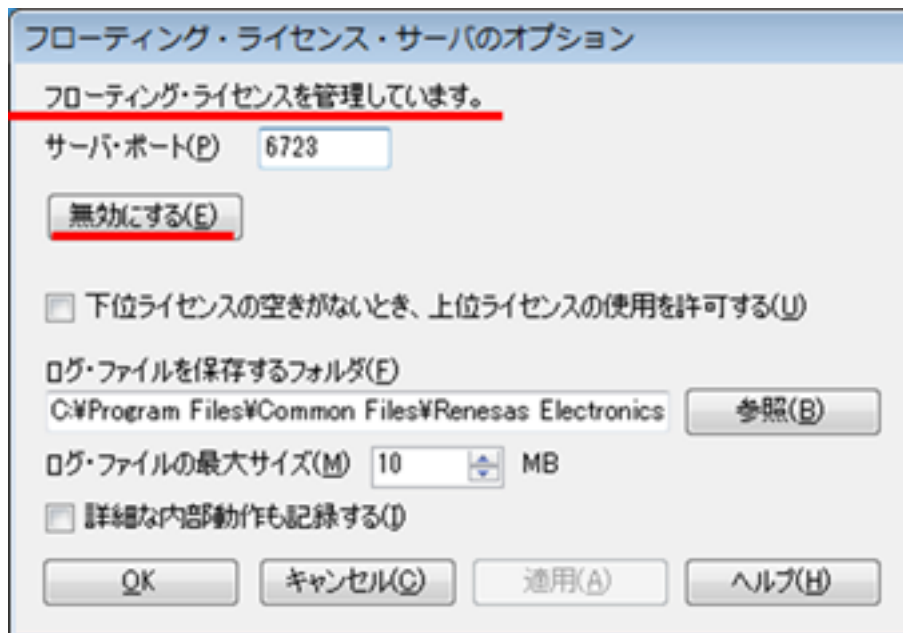 フローティング・ライセンス・サーバのオプション
フローティング・ライセンスを管理しています。
サーバ・ポート(P) 6723
無効にする(E)
下位ライセンスの空きがないとき、上位ライセンスの使用を許可する(U)
ログ・ファイルを保存するフォルダ(F)
C:¥Program Files¥Common Files¥Renesas Electronics 参照(B)
ログ・ファイルの最大サイズ(M) 10 MB
詳細な内部動作も記録する(I)
OK キャンセル(C) 適用(A) ヘルプ(H)